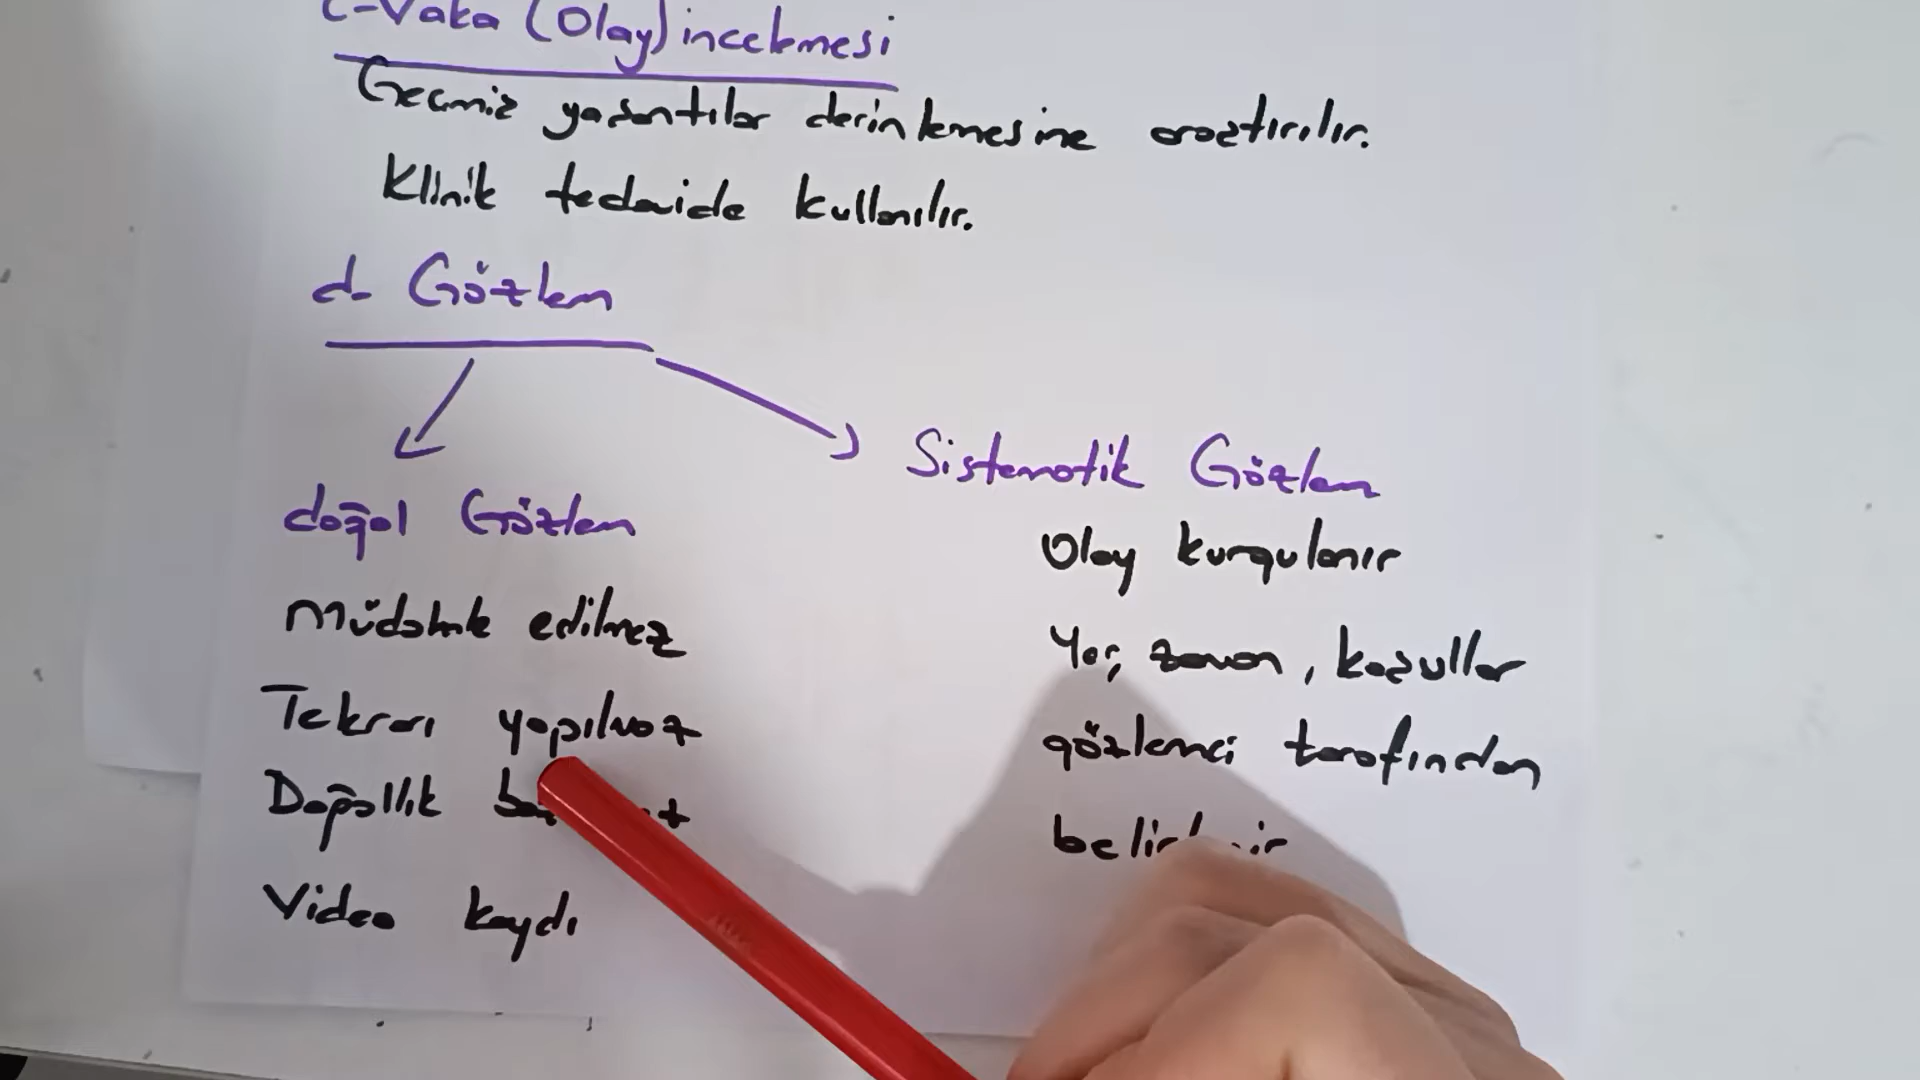 c-Vaka (Olay) incelemesi
Geçmiş yaşantılar derinlemesine araştırılır.
Klinik tedavide kullanılır.
d- Gözlem
doğal Gözlem
Müdahale edilmez
Tekrarı yapılmaz
Doğallık
Video kaydı
Sistematik Gözlem
Olay kurgulanır
Yer, zaman, koşullar
gözlemci tarafından
belirlenir